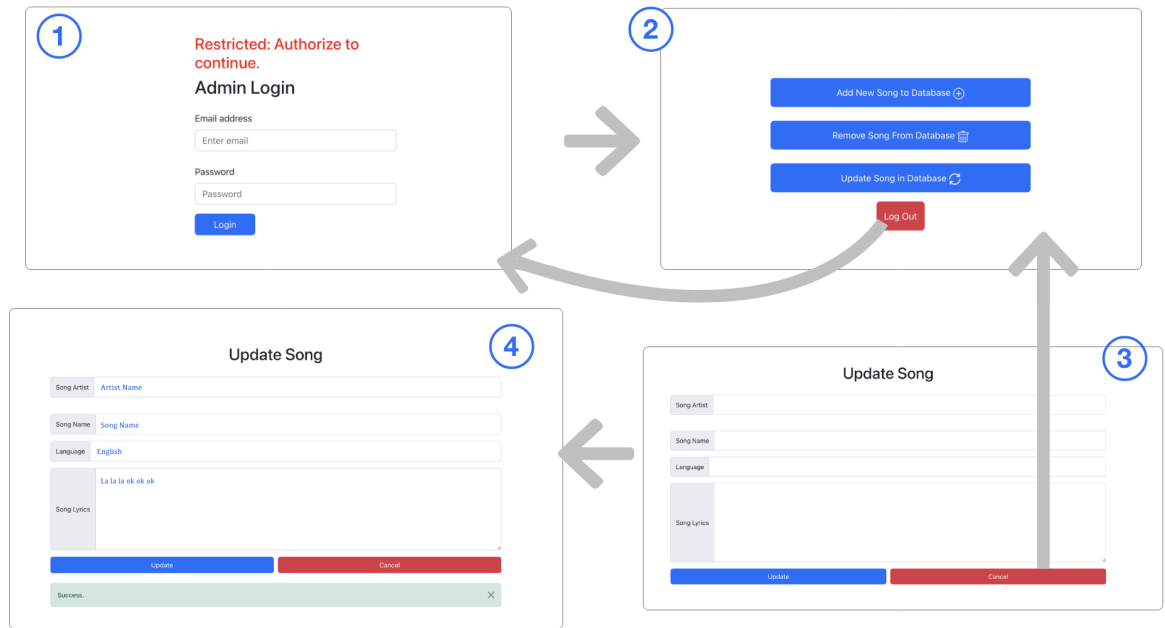 1
Restricted: Authorize to
continue.
Admin Login
Email address
Enter email
Password
Password
Login
2
Add New Song to Database
Remove Song From Database
Update Song in Database
Log Out
3
Update Song
Song Artist
Song Name
Language
Song Lyrics
Update Cancel
4
Update Song
Song Artist Artist Name
Song Name Song Name
Language English
Song Lyrics La la la ok ok ok
Update Cancel
Success.